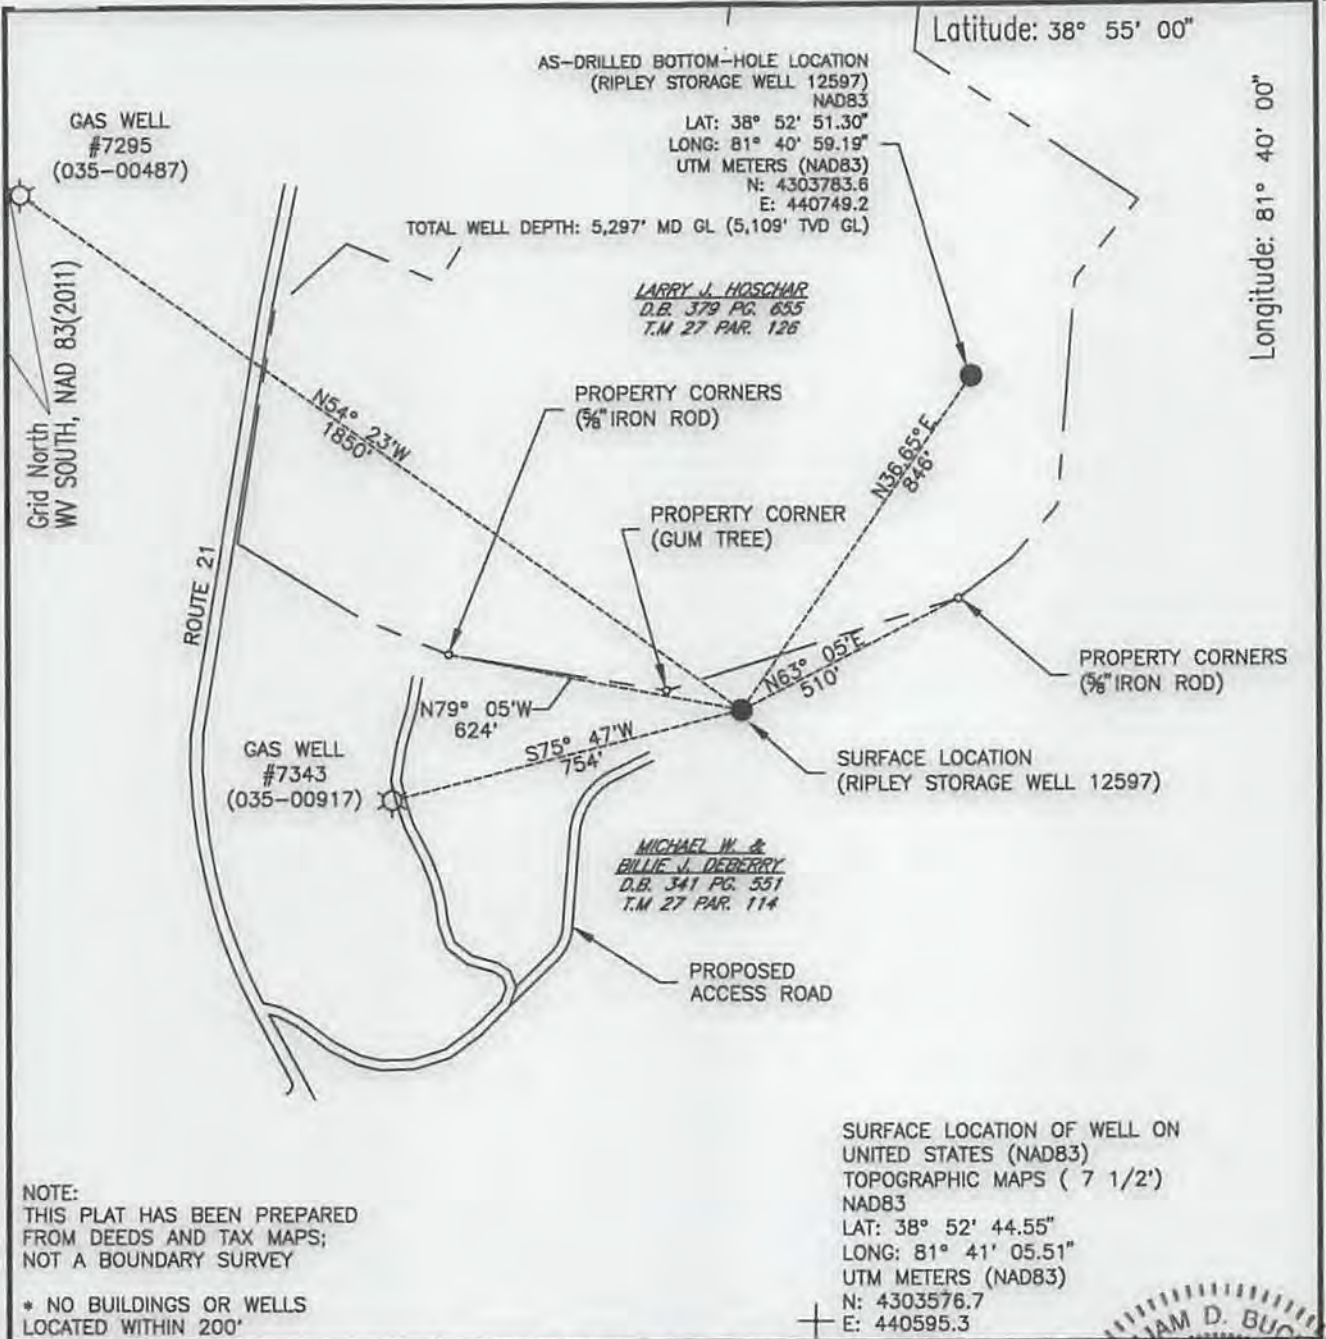 Latitude: 38° 55' 00"
Longitude: 81° 40' 00"
AS-DRILLED BOTTOM-HOLE LOCATION
(RIPLEY STORAGE WELL 12597)
NAD83
LAT: 38° 52' 51.30"
LONG: 81° 40' 59.19"
UTM METERS (NAD83)
N: 4303783.6
E: 440749.2
TOTAL WELL DEPTH: 5,297' MD GL (5,109' TVD GL)
GAS WELL
#7295
(035-00487)
Grid North
WV SOUTH, NAD 83(2011)
LARRY J. HOSCHAR
D.B. 379 PG. 655
T.M 27 PAR. 126
N54° 23'W
1850'
PROPERTY CORNERS
(⅝" IRON ROD)
N36.65°E
846'
PROPERTY CORNER
(GUM TREE)
ROUTE 21
N63° 05'E
510'
PROPERTY CORNERS
(⅝" IRON ROD)
N79° 05'W
624'
S75° 47'W
754'
GAS WELL
#7343
(035-00917)
SURFACE LOCATION
(RIPLEY STORAGE WELL 12597)
MICHAEL W. &
BILLIE J. DEBERRY
D.B. 341 PG. 551
T.M 27 PAR. 114
PROPOSED
ACCESS ROAD
NOTE:
THIS PLAT HAS BEEN PREPARED
FROM DEEDS AND TAX MAPS;
NOT A BOUNDARY SURVEY
* NO BUILDINGS OR WELLS
LOCATED WITHIN 200'
SURFACE LOCATION OF WELL ON
UNITED STATES (NAD83)
TOPOGRAPHIC MAPS ( 7 1/2')
NAD83
LAT: 38° 52' 44.55"
LONG: 81° 41' 05.51"
UTM METERS (NAD83)
N: 4303576.7
E: 440595.3
D.